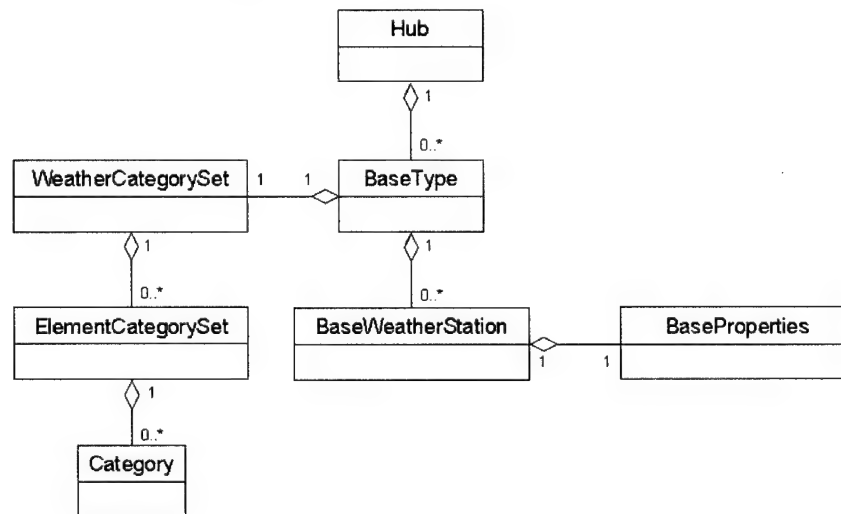 Hub
1
0..*
WeatherCategorySet 1 1 BaseType
1 1
0..* 0..*
ElementCategorySet BaseWeatherStation BaseProperties
1 1
1
0..*
Category